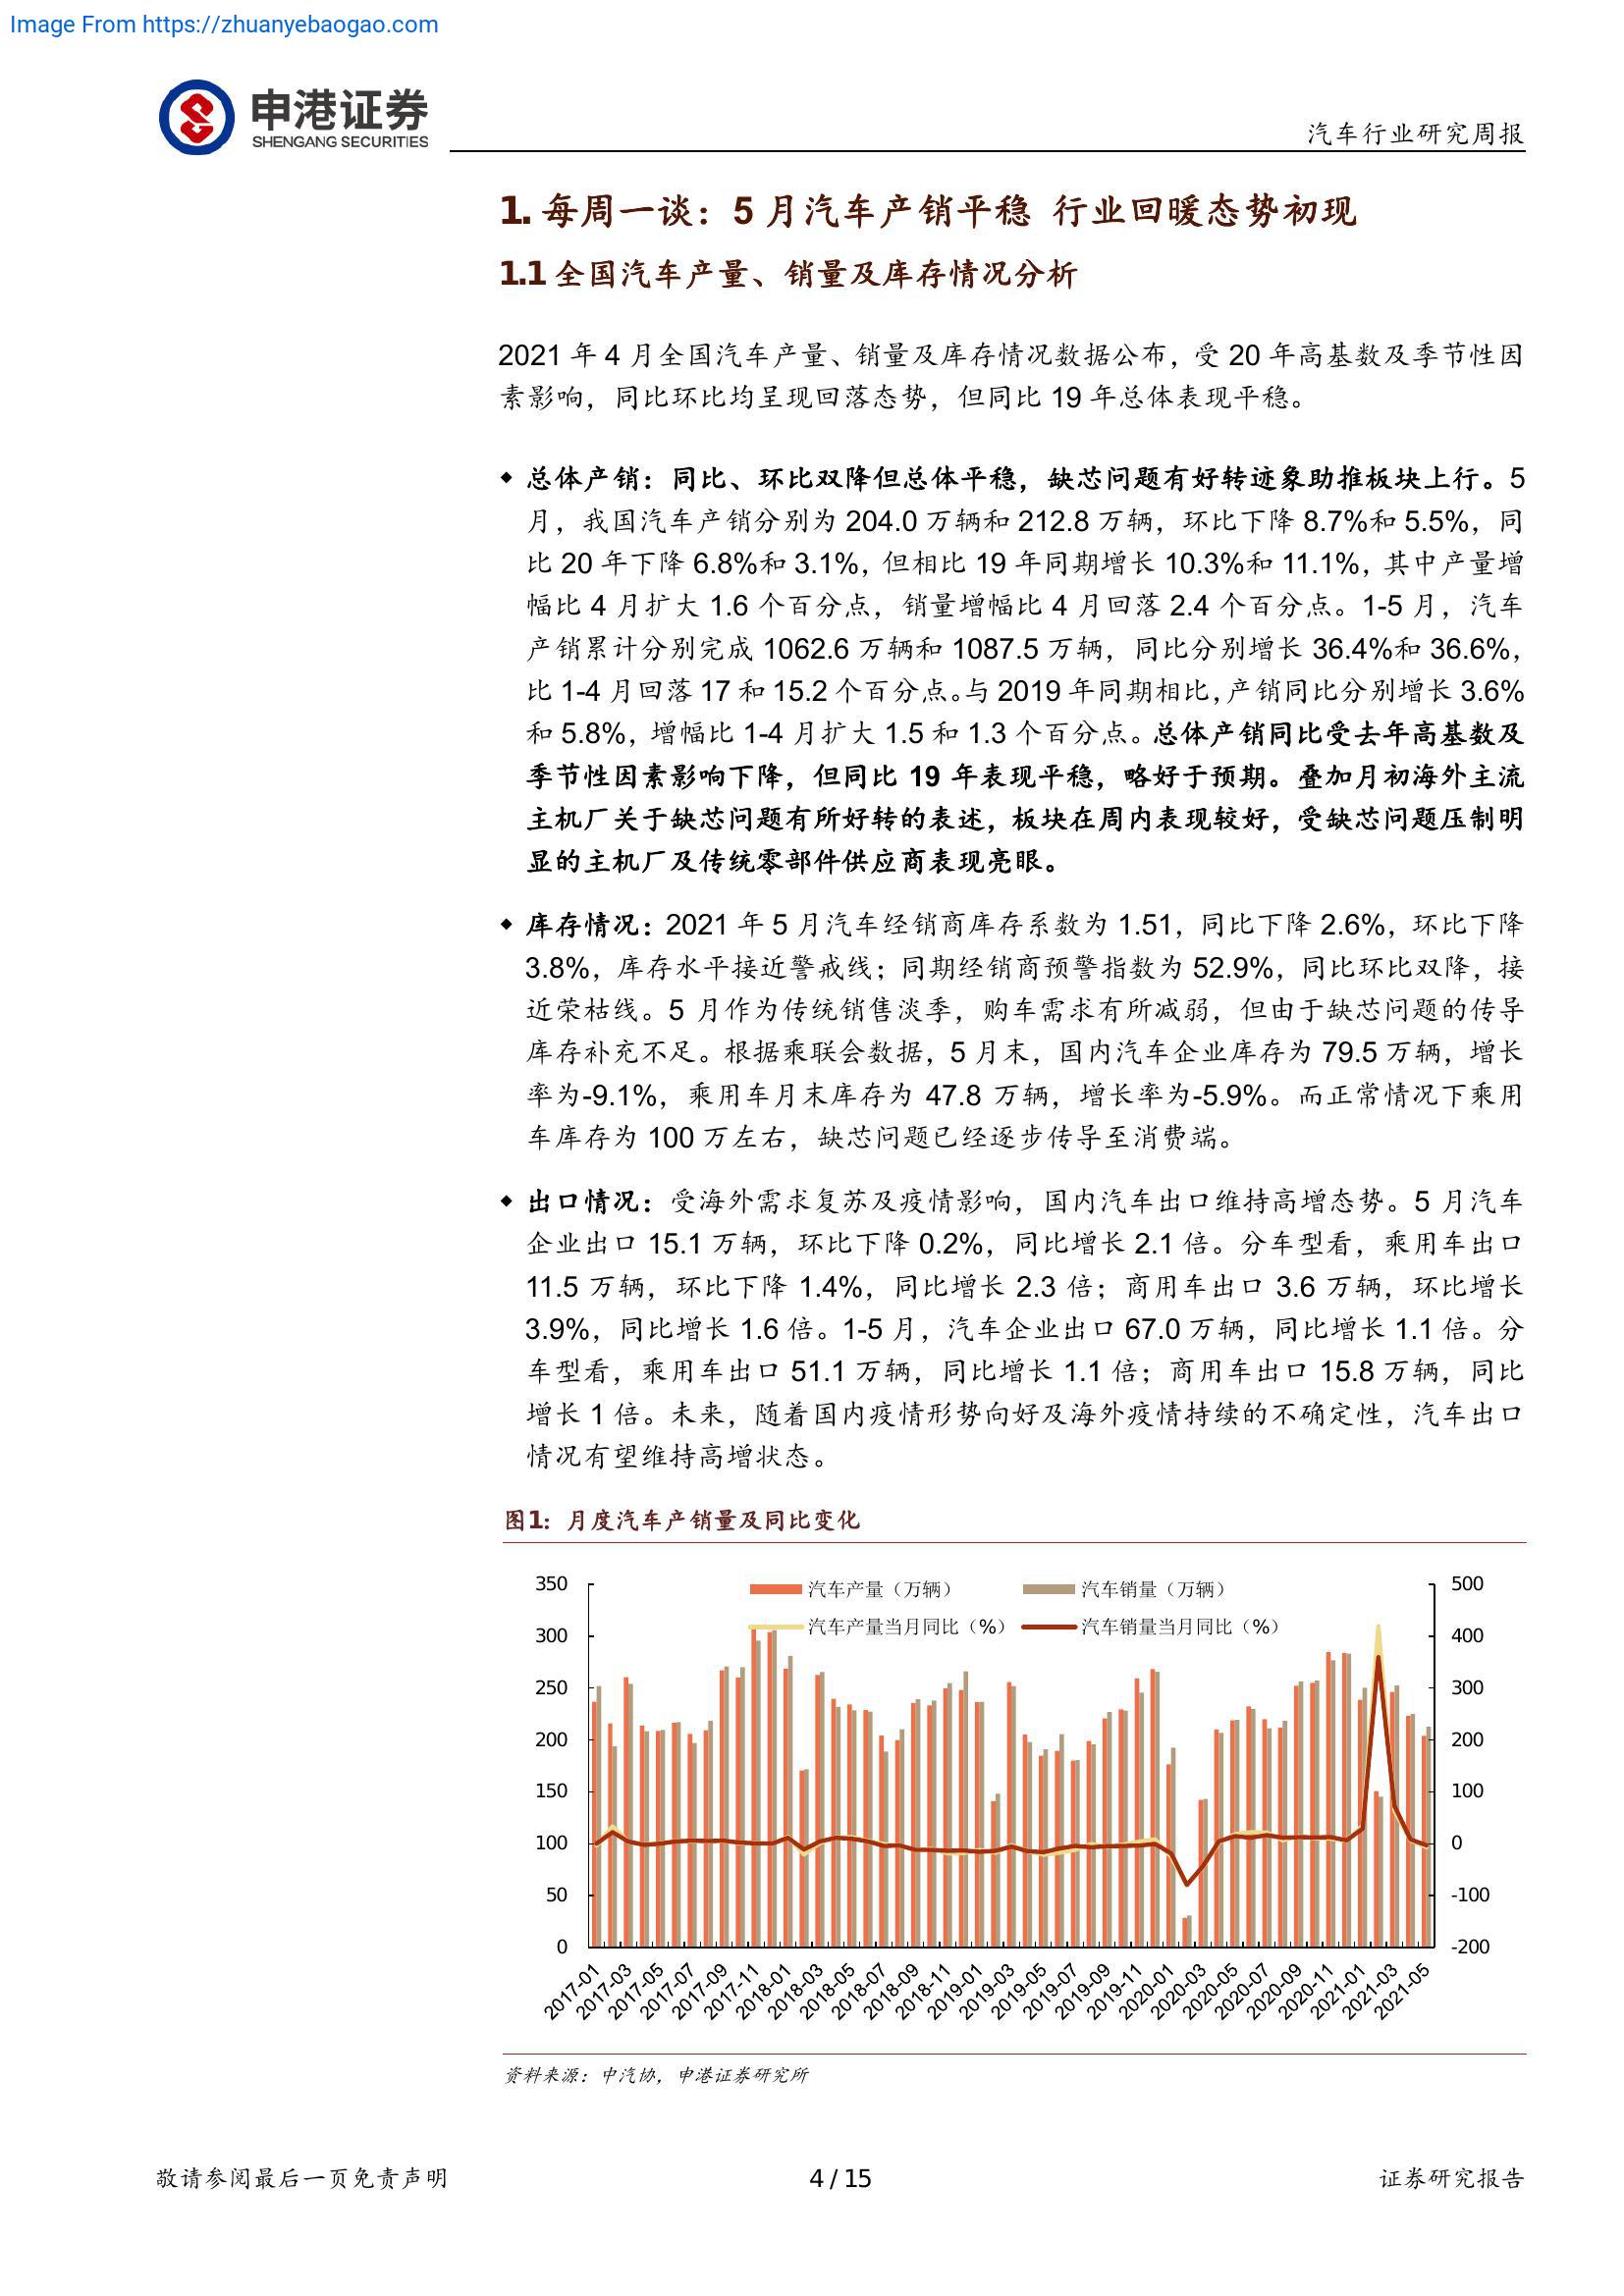 Image From https://zhuanyebaogao.com
申港证券
SHENGANG SECURITIES
汽车行业研究周报
1. 每周一谈：5 月汽车产销平稳 行业回暖态势初现
1.1 全国汽车产量、销量及库存情况分析
2021 年 4 月全国汽车产量、销量及库存情况数据公布，受 20 年高基数及季节性因
素影响，同比环比均呈现回落态势，但同比 19 年总体表现平稳。
◆ 总体产销：同比、环比双降但总体平稳，缺芯问题有好转迹象助推板块上行。5
月，我国汽车产销分别为 204.0 万辆和 212.8 万辆，环比下降 8.7%和 5.5%，同
比 20 年下降 6.8%和 3.1%，但相比 19 年同期增长 10.3%和 11.1%，其中产量增
幅比 4 月扩大 1.6 个百分点，销量增幅比 4 月回落 2.4 个百分点。1-5 月，汽车
产销累计分别完成 1062.6 万辆和 1087.5 万辆，同比分别增长 36.4%和 36.6%，
比 1-4 月回落 17 和 15.2 个百分点。与 2019 年同期相比，产销同比分别增长 3.6%
和 5.8%，增幅比 1-4 月扩大 1.5 和 1.3 个百分点。总体产销同比受去年高基数及
季节性因素影响下降，但同比 19 年表现平稳，略好于预期。叠加月初海外主流
主机厂关于缺芯问题有所好转的表述，板块在周内表现较好，受缺芯问题压制明
显的主机厂及传统零部件供应商表现亮眼。
◆ 库存情况：2021 年 5 月汽车经销商库存系数为 1.51，同比下降 2.6%，环比下降
3.8%，库存水平接近警戒线；同期经销商预警指数为 52.9%，同比环比双降，接
近荣枯线。5 月作为传统销售淡季，购车需求有所减弱，但由于缺芯问题的传导
库存补充不足。根据乘联会数据，5 月末，国内汽车企业库存为 79.5 万辆，增长
率为-9.1%，乘用车月末库存为 47.8 万辆，增长率为-5.9%。而正常情况下乘用
车库存为 100 万左右，缺芯问题已经逐步传导至消费端。
◆ 出口情况：受海外需求复苏及疫情影响，国内汽车出口维持高增态势。5 月汽车
企业出口 15.1 万辆，环比下降 0.2%，同比增长 2.1 倍。分车型看，乘用车出口
11.5 万辆，环比下降 1.4%，同比增长 2.3 倍；商用车出口 3.6 万辆，环比增长
3.9%，同比增长 1.6 倍。1-5 月，汽车企业出口 67.0 万辆，同比增长 1.1 倍。分
车型看，乘用车出口 51.1 万辆，同比增长 1.1 倍；商用车出口 15.8 万辆，同比
增长 1 倍。未来，随着国内疫情形势向好及海外疫情持续的不确定性，汽车出口
情况有望维持高增状态。
图1：月度汽车产销量及同比变化
汽车产量（万辆） 汽车销量（万辆）
汽车产量当月同比（%） 汽车销量当月同比（%）
350 500
300 400
250 300
200 200
150 100
100 0
50 -100
0 -200
2017-01 2017-03 2017-05 2017-07 2017-09 2017-11 2018-01 2018-03 2018-05 2018-07 2018-09 2018-11 2019-01 2019-03 2019-05 2019-07 2019-09 2019-11 2020-01 2020-03 2020-05 2020-07 2020-09 2020-11 2021-01 2021-03 2021-05
资料来源：中汽协，申港证券研究所
敬请参阅最后一页免责声明 4 / 15 证券研究报告